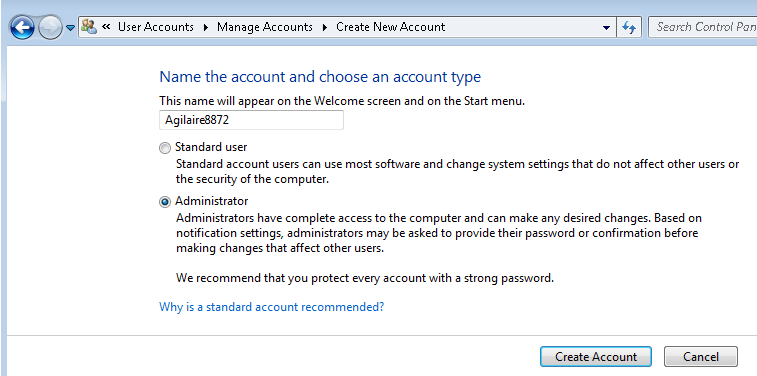 « User Accounts ▸ Manage Accounts ▸ Create New Account
Search Control Pan
Name the account and choose an account type
This name will appear on the Welcome screen and on the Start menu.
Agilaire8872
Standard user
Standard account users can use most software and change system settings that do not affect other users or
the security of the computer.
Administrator
Administrators have complete access to the computer and can make any desired changes. Based on
notification settings, administrators may be asked to provide their password or confirmation before
making changes that affect other users.
We recommend that you protect every account with a strong password.
Why is a standard account recommended?
Create Account
Cancel